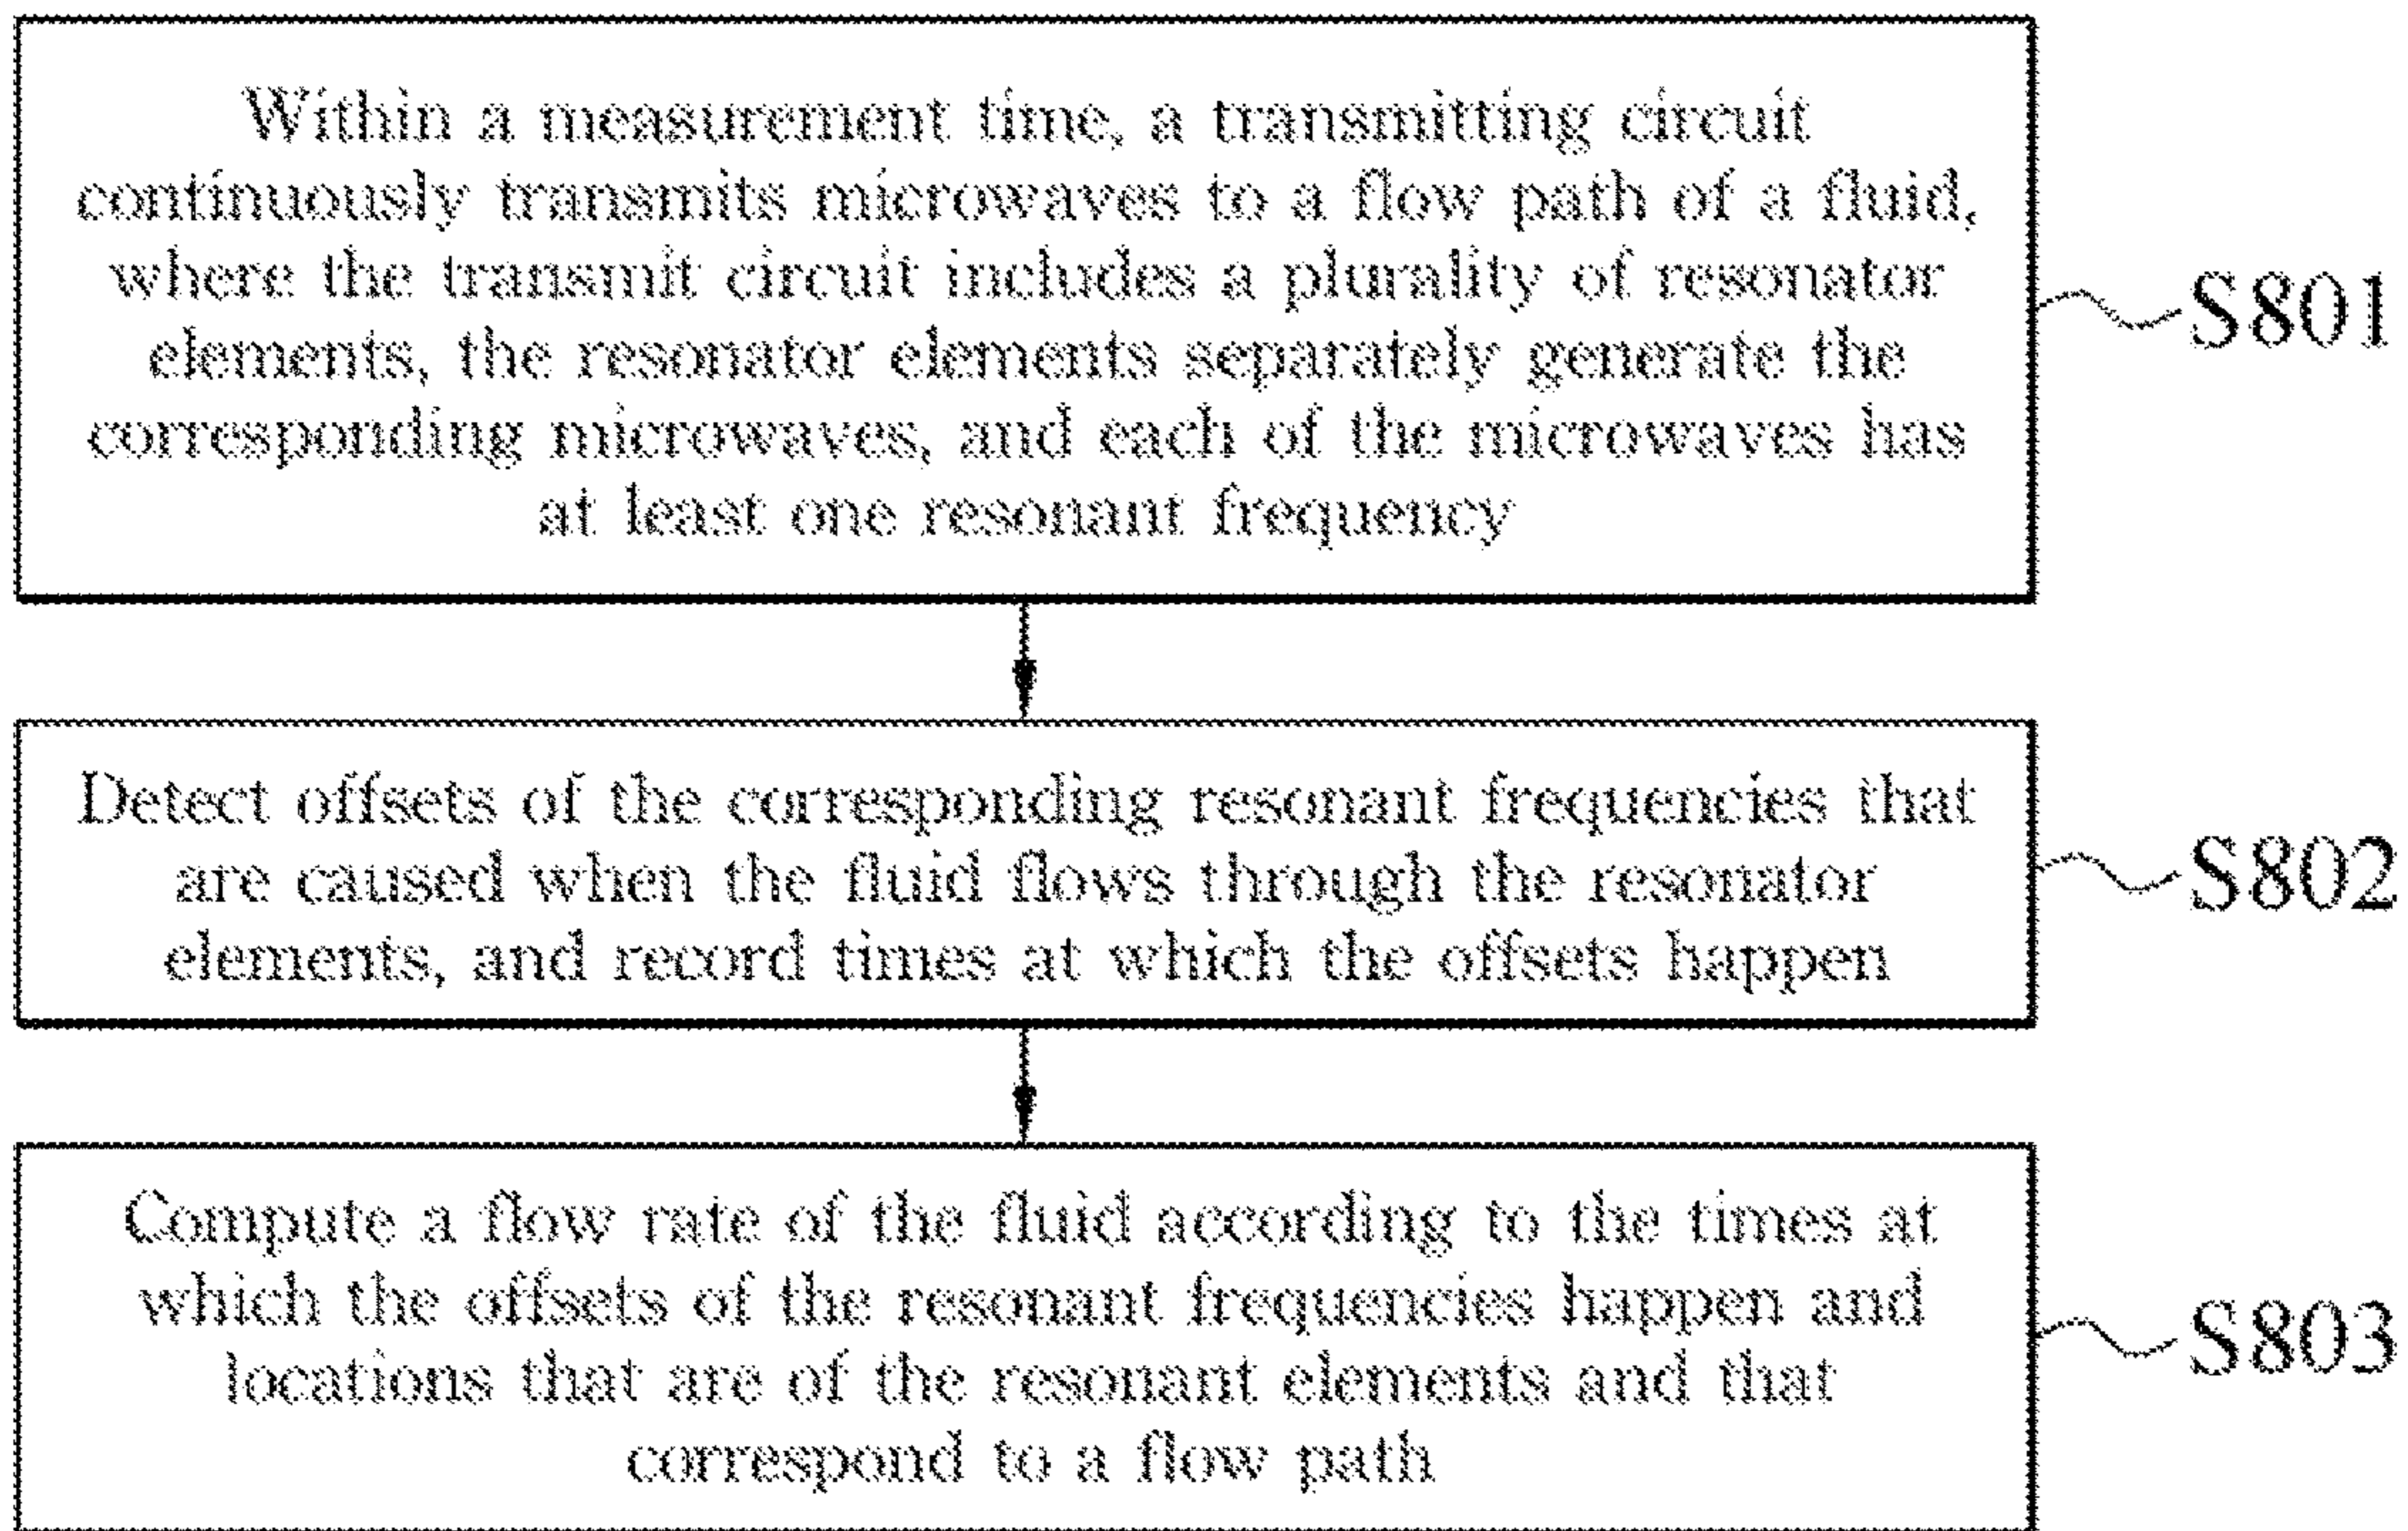 Within a measurement time, a transmitting circuit
continuously transmits microwaves to a flow path of a fluid,
where the transmit circuit includes a plurality of resonator
elements, the resonator elements separately generate the
corresponding microwaves, and each of the microwaves has
at least one resonant frequency
S801
Detect offsets of the corresponding resonant frequencies that
are caused when the fluid flows through the resonator
elements, and record times at which the offsets happen
S802
Compute a flow rate of the fluid according to the times at
which the offsets of the resonant frequencies happen and
locations that are of the resonant elements and that
correspond to a flow path
S803